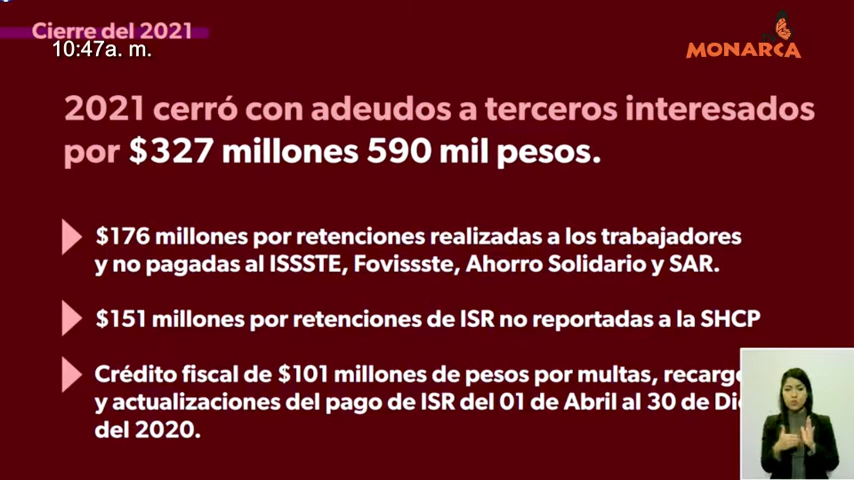 Cierre del 2021
10:47a. m.
MONARCA
2021 cerró con adeudos a terceros interesados
por $327 millones 590 mil pesos.
$176 millones por retenciones realizadas a los trabajadores
y no pagadas al ISSSTE, Fovissste, Ahorro Solidario y SAR.
$151 millones por retenciones de ISR no reportadas a la SHCP
Crédito fiscal de $101 millones de pesos por multas,
y actualizaciones del pago de ISR del 01 de Abril al 30 de
del 2020.